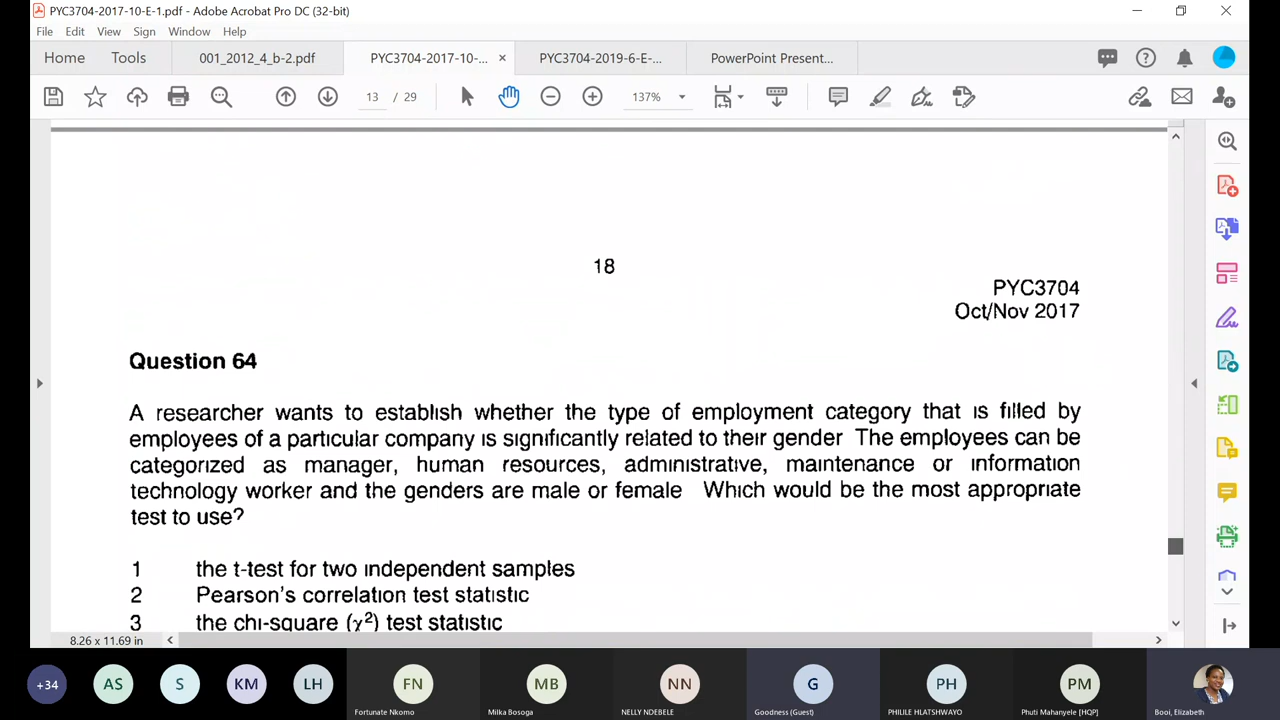 PYC3704-2017-10-E-1.pdf - Adobe Acrobat Pro DC (32-bit)
File Edit View Sign Window Help
Home Tools 001_2012_4_b-2.pdf PYC3704-2017-10-... × PYC3704-2019-6-E-... PowerPoint Present...
13 / 29 137%
18
PYC3704
Oct/Nov 2017
Question 64
A researcher wants to establish whether the type of employment category that is filled by
employees of a particular company is significantly related to their gender The employees can be
categorized as manager, human resources, administrative, maintenance or information
technology worker and the genders are male or female Which would be the most appropriate
test to use?
1 the t-test for two independent samples
2 Pearson's correlation test statistic
3 the chi-square (χ²) test statistic
8.26 x 11.69 in
+34 AS S KM LH FN MB NN G PH PM
Fortunate Nkomo Milka Bosoga NELLY NDEBELE Goodness (Guest) PHILILE HLATSHWAYO Phuti Mahanyele [HQP] Booi, Elizabeth